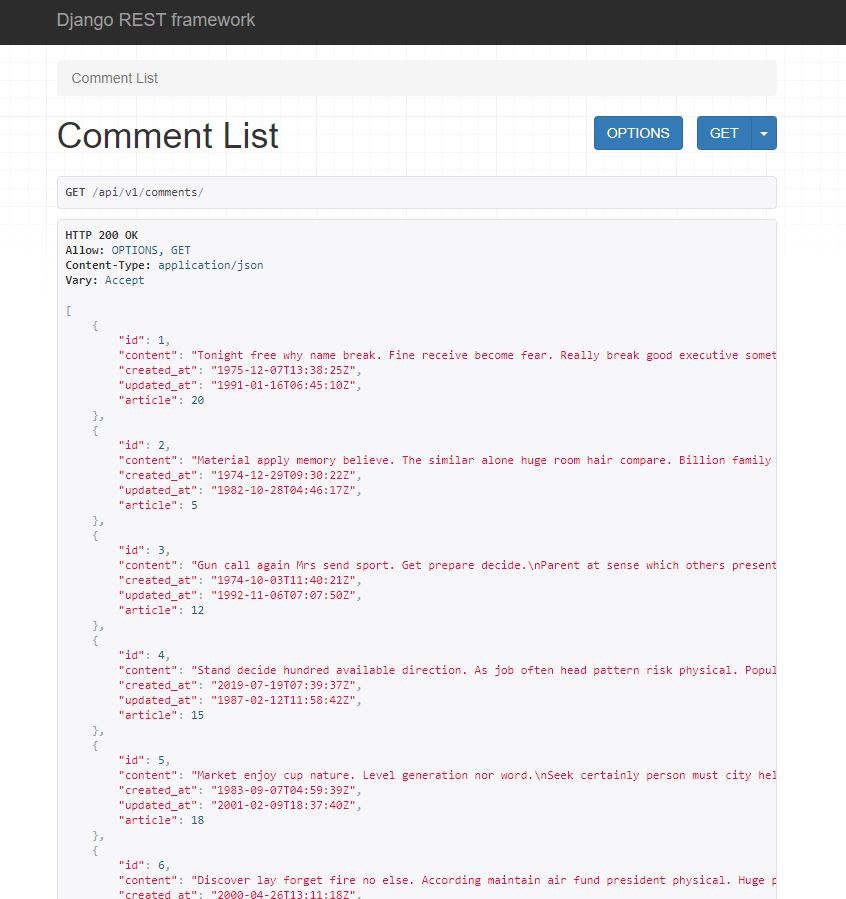 Django REST framework
Comment List
Comment List
OPTIONS
GET
GET /api/v1/comments/
HTTP 200 OK
Allow: OPTIONS, GET
Content-Type: application/json
Vary: Accept
[
{
"id": 1,
"content": "Tonight free why name break. Fine receive become fear. Really break good executive somet
"created_at": "1975-12-07T13:38:25Z",
"updated_at": "1991-01-16T06:45:10Z",
"article": 20
},
{
"id": 2,
"content": "Material apply memory believe. The similar alone huge room hair compare. Billion family
"created_at": "1974-12-29T09:30:22Z",
"updated_at": "1982-10-28T04:46:17Z",
"article": 5
},
{
"id": 3,
"content": "Gun call again Mrs send sport. Get prepare decide.\nParent at sense which others present
"created_at": "1974-10-03T11:40:21Z",
"updated_at": "1992-11-06T07:07:50Z",
"article": 12
},
{
"id": 4,
"content": "Stand decide hundred available direction. As job often head pattern risk physical. Popul
"created_at": "2019-07-19T07:39:37Z",
"updated_at": "1987-02-12T11:58:42Z",
"article": 15
},
{
"id": 5,
"content": "Market enjoy cup nature. Level generation nor word.\nSeek certainly person must city hel
"created_at": "1983-09-07T04:59:39Z",
"updated_at": "2001-02-09T18:37:40Z",
"article": 18
},
{
"id": 6,
"content": "Discover lay forget fire no else. According maintain air fund president physical. Huge p
"created_at": "2000-04-26T13:11:18Z",